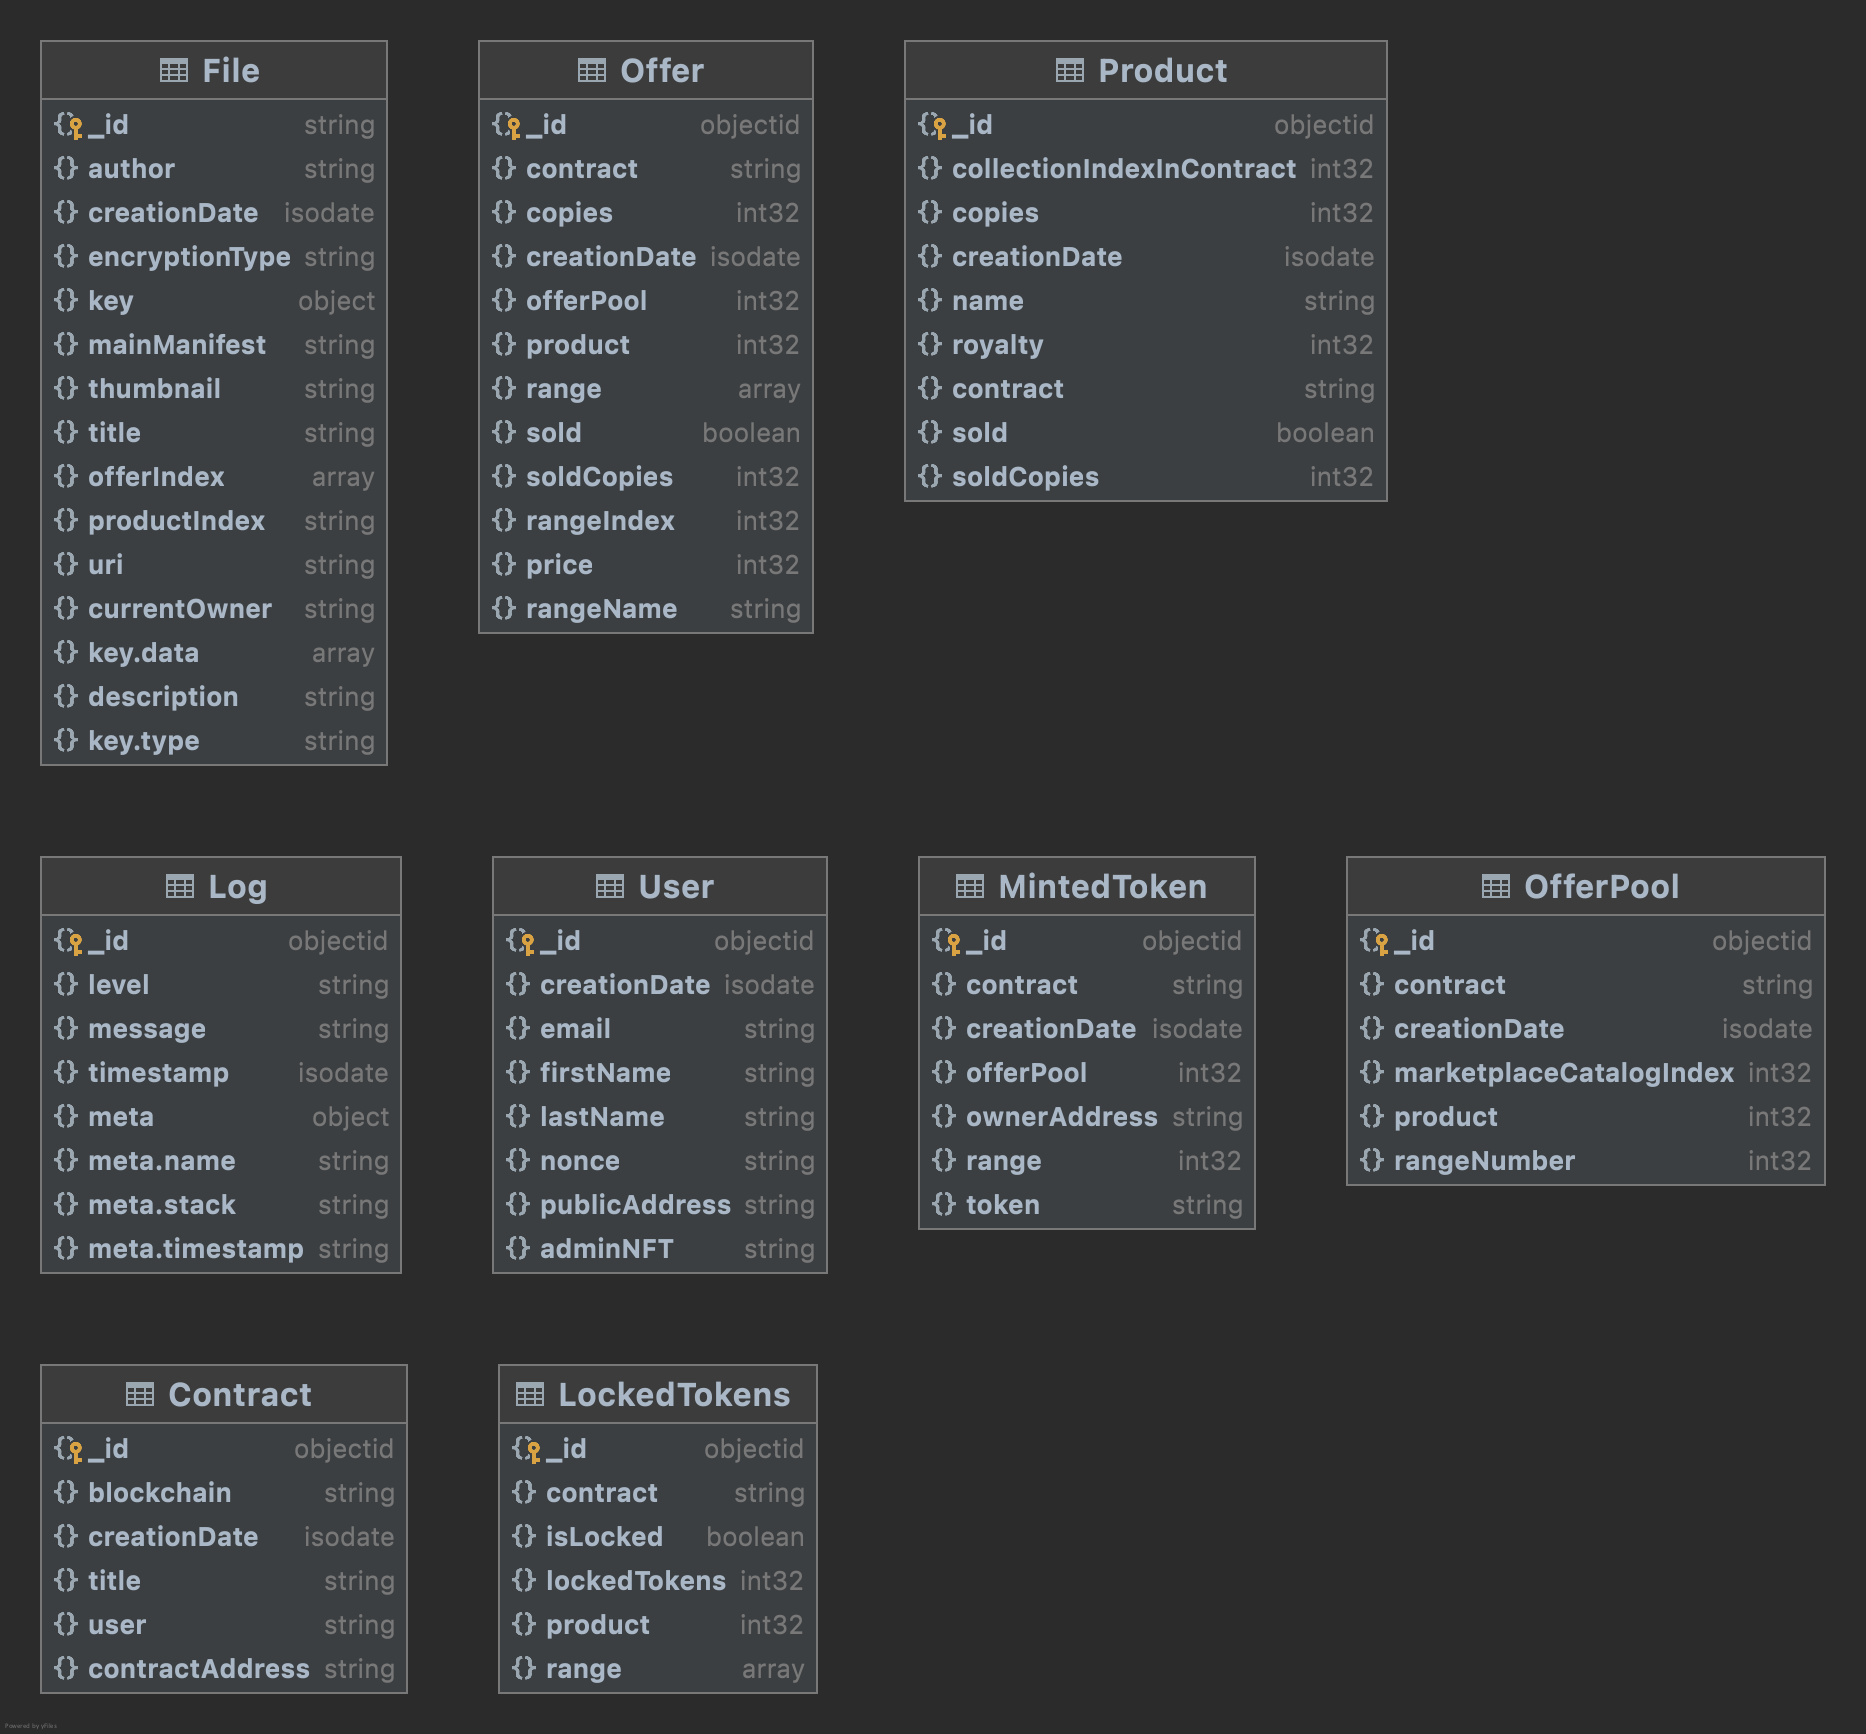 File
_id string
author string
creationDate isodate
encryptionType string
key object
mainManifest string
thumbnail string
title string
offerIndex array
productIndex string
uri string
currentOwner string
key.data array
description string
key.type string
Offer
_id objectid
contract string
copies int32
creationDate isodate
offerPool int32
product int32
range array
sold boolean
soldCopies int32
rangeIndex int32
price int32
rangeName string
Product
_id objectid
collectionIndexInContract int32
copies int32
creationDate isodate
name string
royalty int32
contract string
sold boolean
soldCopies int32
Log
_id objectid
level string
message string
timestamp isodate
meta object
meta.name string
meta.stack string
meta.timestamp string
User
_id objectid
creationDate isodate
email string
firstName string
lastName string
nonce string
publicAddress string
adminNFT string
MintedToken
_id objectid
contract string
creationDate isodate
offerPool int32
ownerAddress string
range int32
token string
OfferPool
_id objectid
contract string
creationDate isodate
marketplaceCatalogIndex int32
product int32
rangeNumber int32
Contract
_id objectid
blockchain string
creationDate isodate
title string
user string
contractAddress string
LockedTokens
_id objectid
contract string
isLocked boolean
lockedTokens int32
product int32
range array
Powered by yFiles